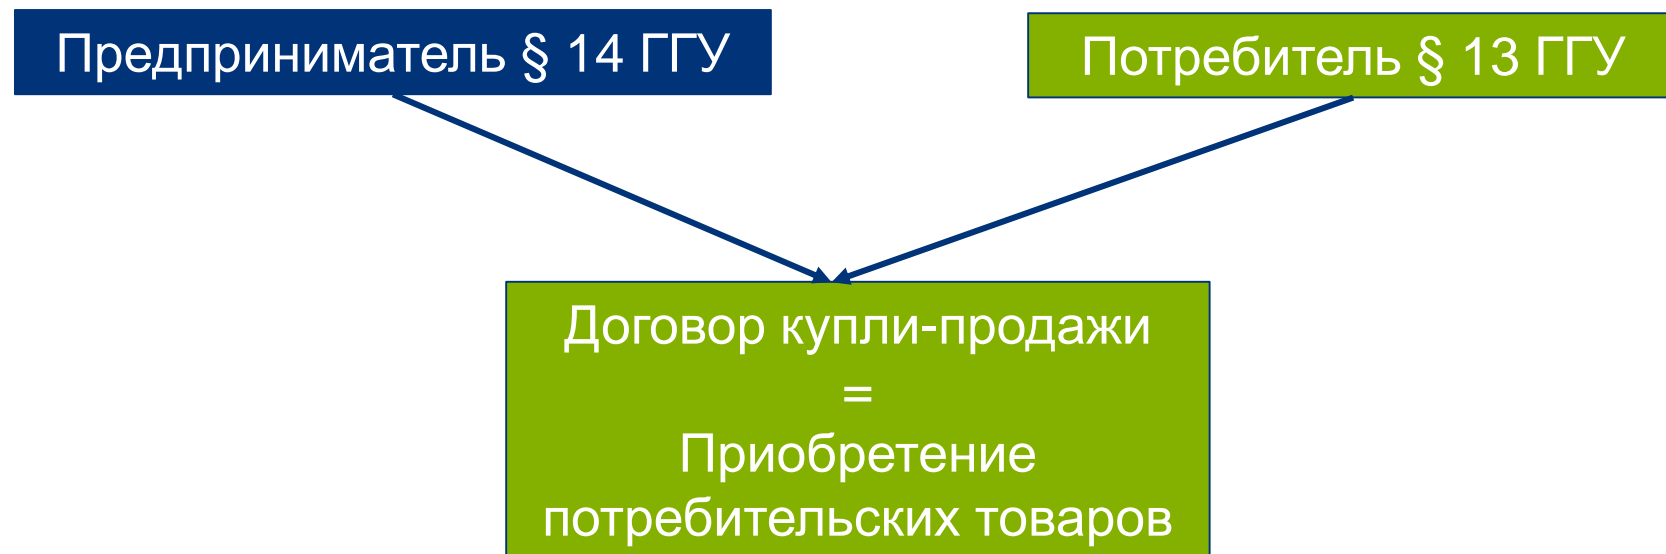 Предприниматель § 14 ГГУ
Потребитель § 13 ГГУ
Договор купли-продажи
=
Приобретение
потребительских товаров